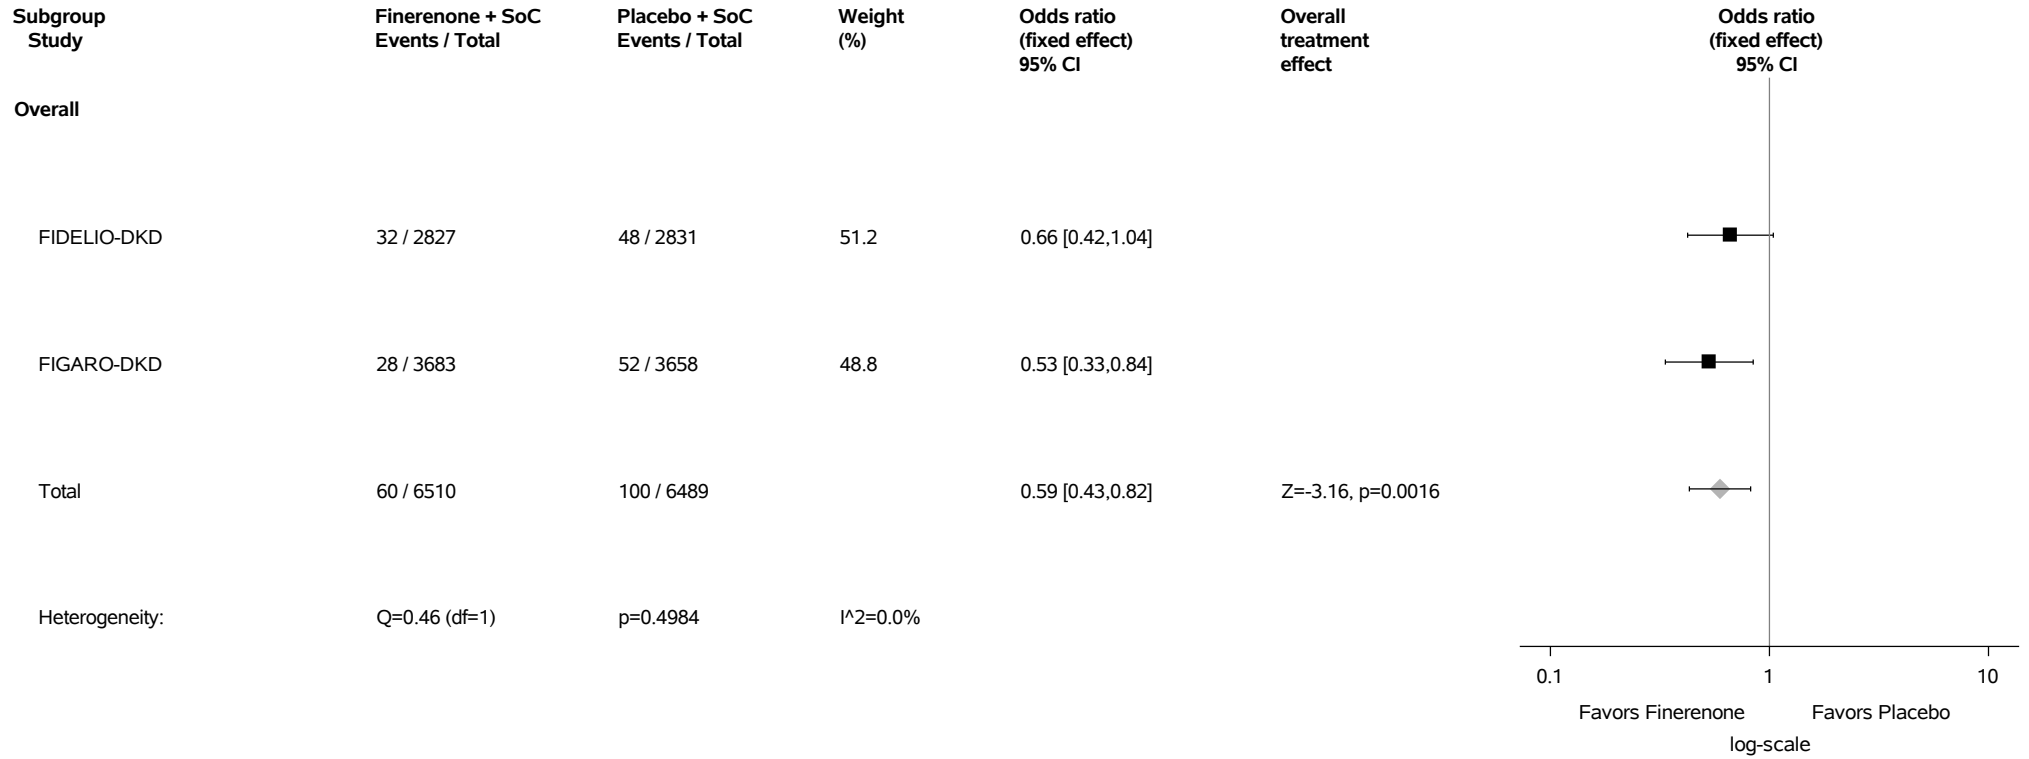 Subgroup Finerenone + SoC Placebo + SoC Weight Odds ratio Overall Odds ratio
Study Events / Total Events / Total (%) (fixed effect) treatment (fixed effect)
95% CI effect 95% CI
Overall
FIDELIO-DKD 32 / 2827 48 / 2831 51.2 0.66 [0.42,1.04]
FIGARO-DKD 28 / 3683 52 / 3658 48.8 0.53 [0.33,0.84]
Total 60 / 6510 100 / 6489 0.59 [0.43,0.82] Z=-3.16, p=0.0016
Heterogeneity: Q=0.46 (df=1) p=0.4984 I^2=0.0%
0.1 1 10
Favors Finerenone Favors Placebo
log-scale